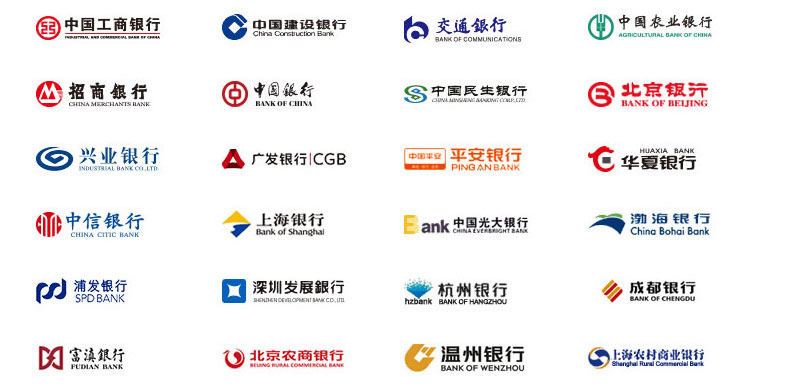 中国工商银行
INDUSTRIAL AND COMMERCIAL BANK OF CHINA
中国建设银行
China Construction Bank
交通銀行
BANK OF COMMUNICATIONS
中国农业银行
AGRICULTURAL BANK OF CHINA
招商銀行
CHINA MERCHANTS BANK
中国銀行
BANK OF CHINA
中国民生银行
CHINA MINSHENG BANKING CORP.,LTD.
北京银行
BANK OF BEIJING
兴业银行
INDUSTRIAL BANK CO.,LTD.
广发银行|CGB
中国平安
平安银行
PING AN BANK
HUAXIA BANK
华夏银行
中信银行
CHINA CITIC BANK
上海银行
Bank of Shanghai
Bank
中国光大银行
CHINA EVERBRIGHT BANK
渤海银行
China Bohai Bank
浦发银行
SPD BANK
深圳发展銀行
SHENZHEN DEVELOPMENT BANK CO., LTD.
hzbank
杭州银行
BANK OF HANGZHOU
成都银行
BANK OF CHENGDU
富滇銀行
FUDIAN BANK
北京农商银行
BEIJING RURAL COMMERCIAL BANK
温州银行
BANK OF WENZHOU
上海农村商业银行
Shanghai Rural Commercial Bank